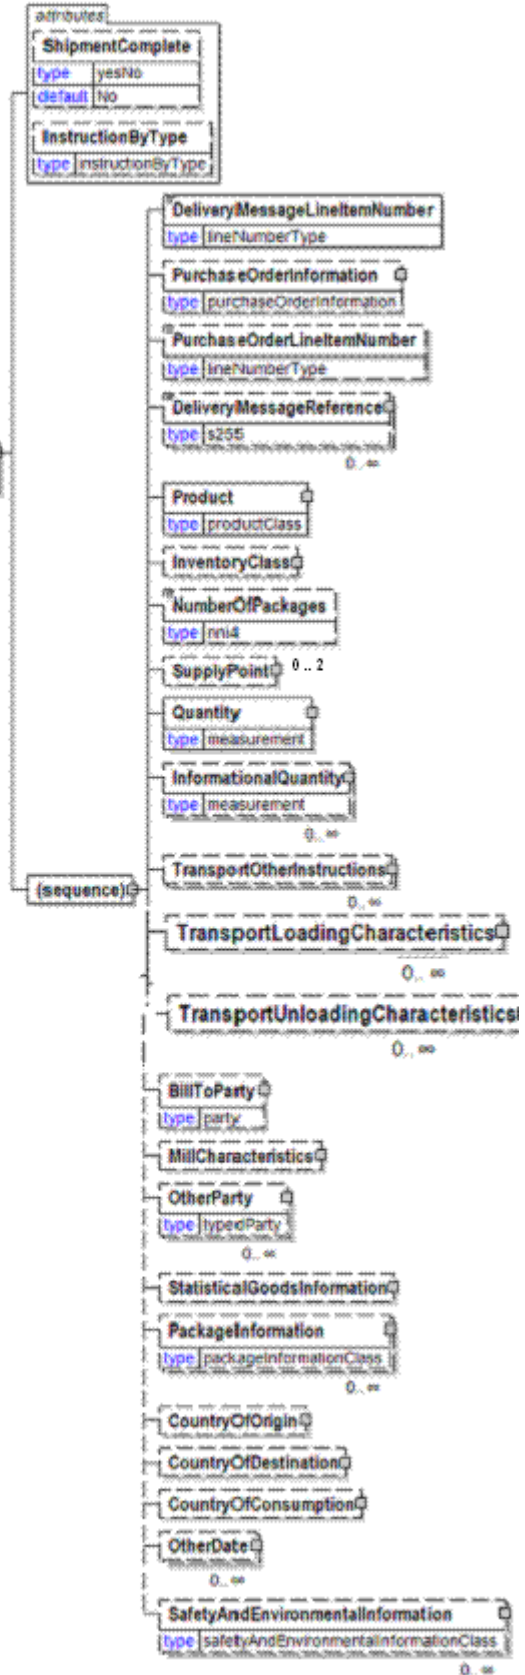 attributes
ShipmentComplete
type yesNo
default No
InstructionByType
type instructionByType
DeliveryMessageLineItemNumber
type lineNumberType
PurchaseOrderInformation
type purchaseOrderInformation
PurchaseOrderLineItemNumber
type lineNumberType
DeliveryMessageReference
type s255
0..∞
Product
type productClass
InventoryClass
NumberOfPackages
type nni4
SupplyPoint 0..2
Quantity
type measurement
InformationalQuantity
type measurement
0..∞
TransportOtherInstructions
(sequence)
0..∞
TransportLoadingCharacteristics
0..∞
TransportUnloadingCharacteristics
0..∞
BillToParty
type party
MillCharacteristics
OtherParty
type typedParty
0..∞
StatisticalGoodsInformation
PackageInformation
type packageInformationClass
0..∞
CountryOfOrigin
CountryOfDestination
CountryOfConsumption
OtherDate
0..∞
SafetyAndEnvironmentalInformation
type safetyAndEnvironmentalInformationClass
0..∞